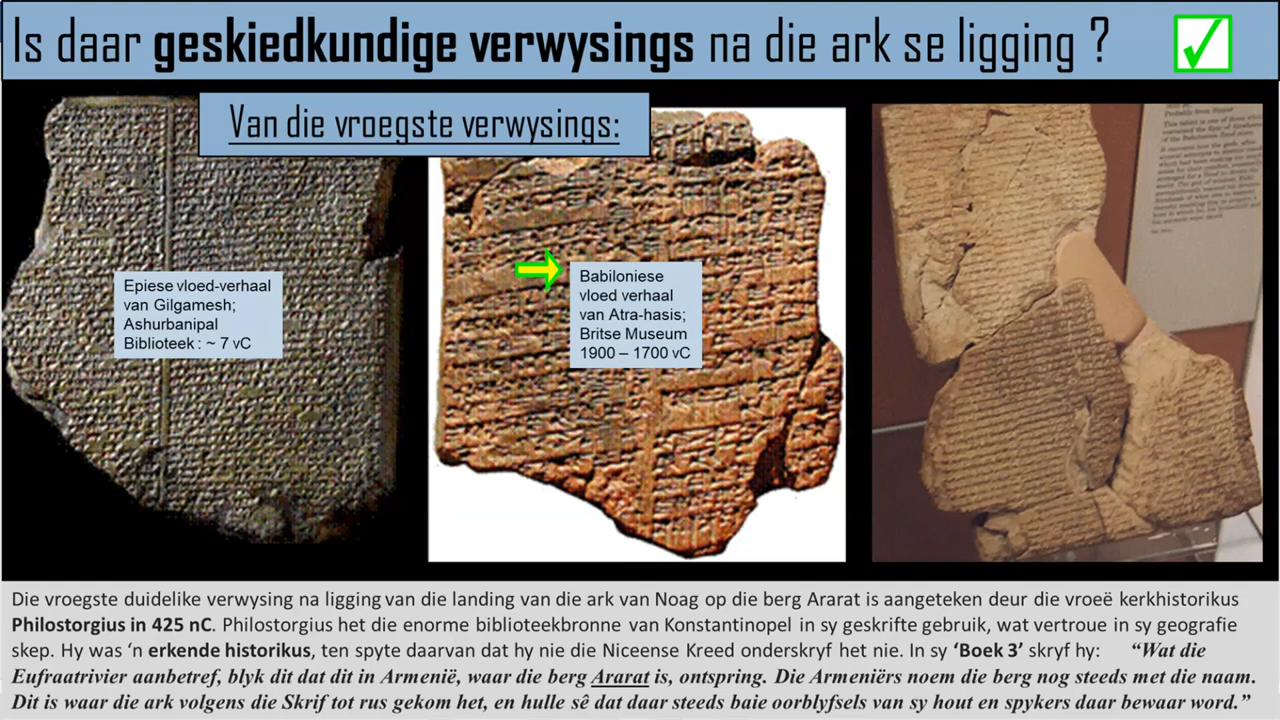 Is daar geskiedkundige verwysings na die ark se ligging ?
Van die vroegste verwysings:
Epiese vloed-verhaal
van Gilgamesh;
Ashurbanipal
Biblioteek : ~ 7 vC
Babiloniese
vloed verhaal
van Atra-hasis;
Britse Museum
1900 – 1700 vC
Die vroegste duidelike verwysing na ligging van die landing van die ark van Noag op die berg Ararat is aangeteken deur die vroeë kerkhistorikus
Philostorgius in 425 nC. Philostorgius het die enorme biblioteekbronne van Konstantinopel in sy geskrifte gebruik, wat vertroue in sy geografie
skep. Hy was ‘n erkende historikus, ten spyte daarvan dat hy nie die Niceense Kreed onderskryf het nie. In sy ‘Boek 3’ skryf hy: “Wat die
Eufraatrivier aanbetref, blyk dit dat dit in Armenië, waar die berg Ararat is, ontspring. Die Armeniërs noem die berg nog steeds met die naam.
Dit is waar die ark volgens die Skrif tot rus gekom het, en hulle sê dat daar steeds baie oorblyfsels van sy hout en spykers daar bewaar word.”